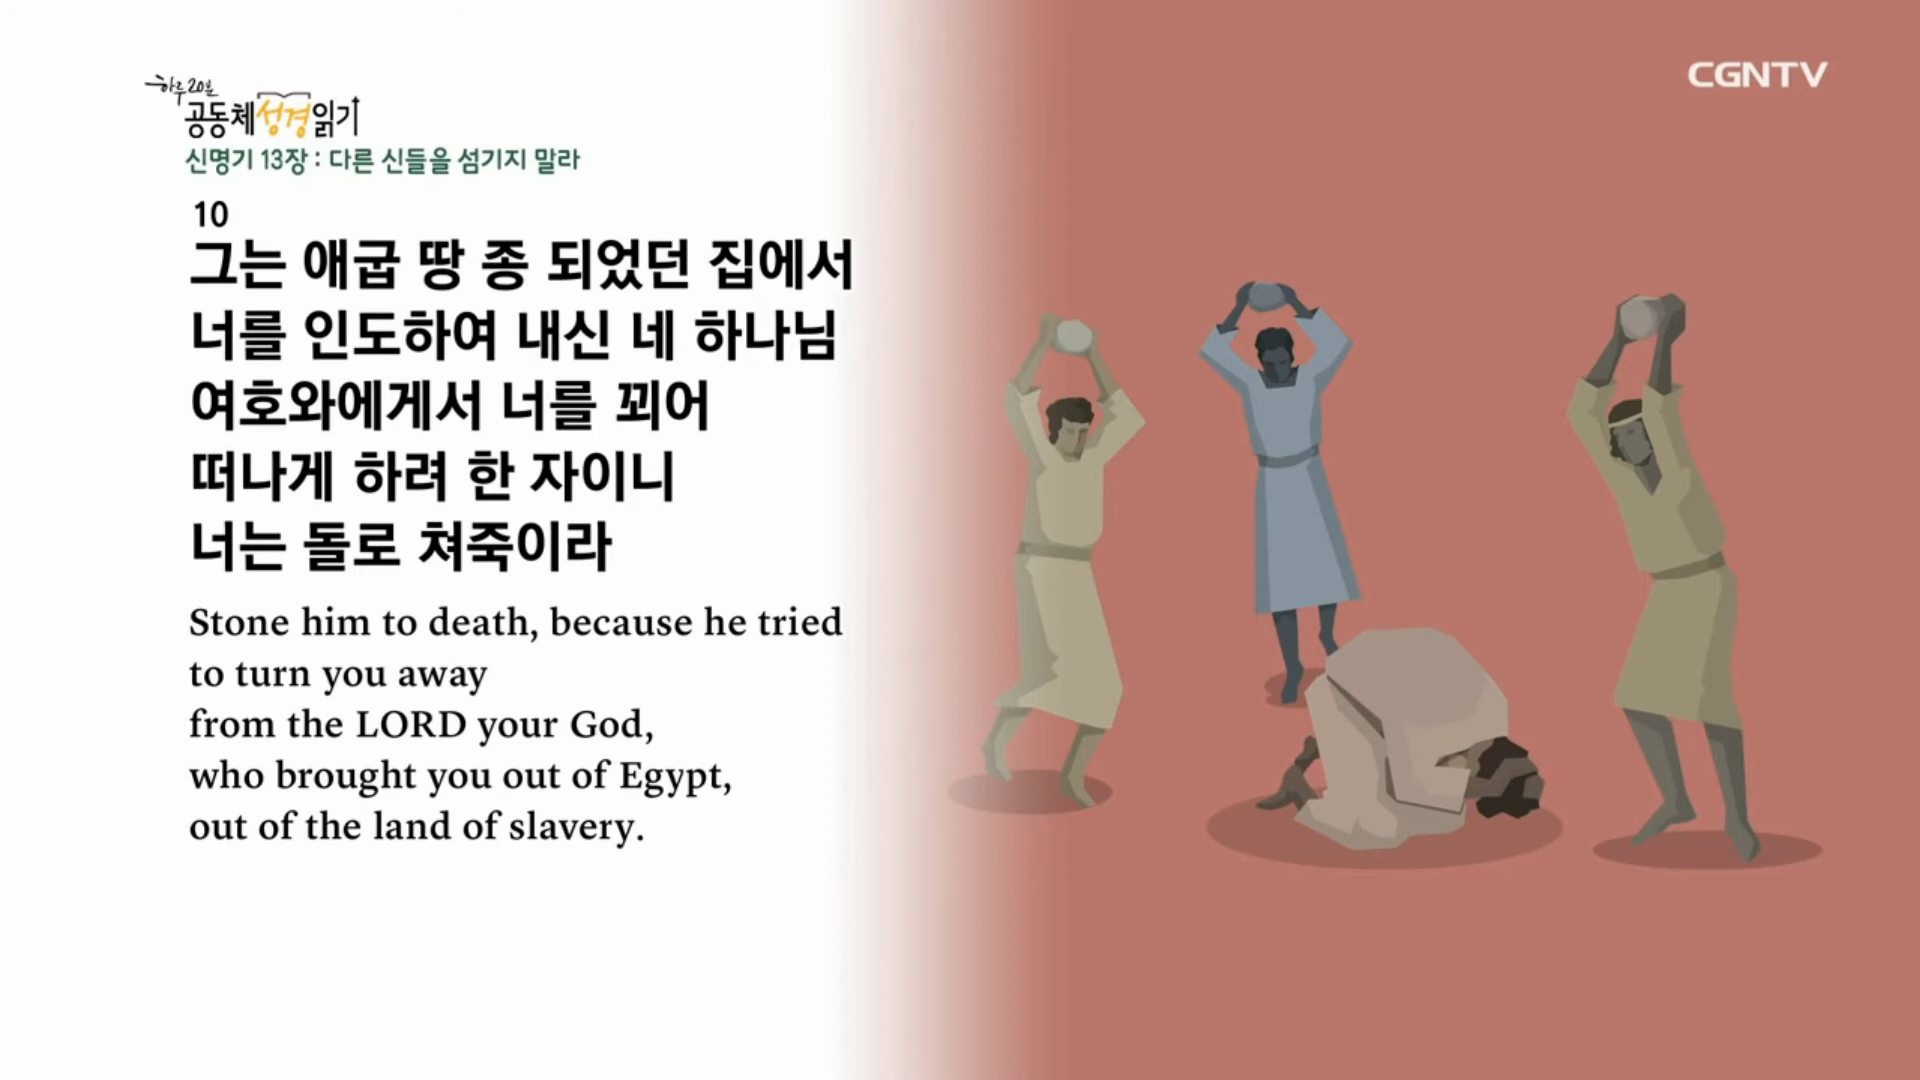 하루 20분
공동체성경읽기
CGNTV
신명기 13장 : 다른 신들을 섬기지 말라
10
그는 애굽 땅 종 되었던 집에서
너를 인도하여 내신 네 하나님
여호와에게서 너를 꾀어
떠나게 하려 한 자이니
너는 돌로 쳐죽이라
Stone him to death, because he tried
to turn you away
from the LORD your God,
who brought you out of Egypt,
out of the land of slavery.